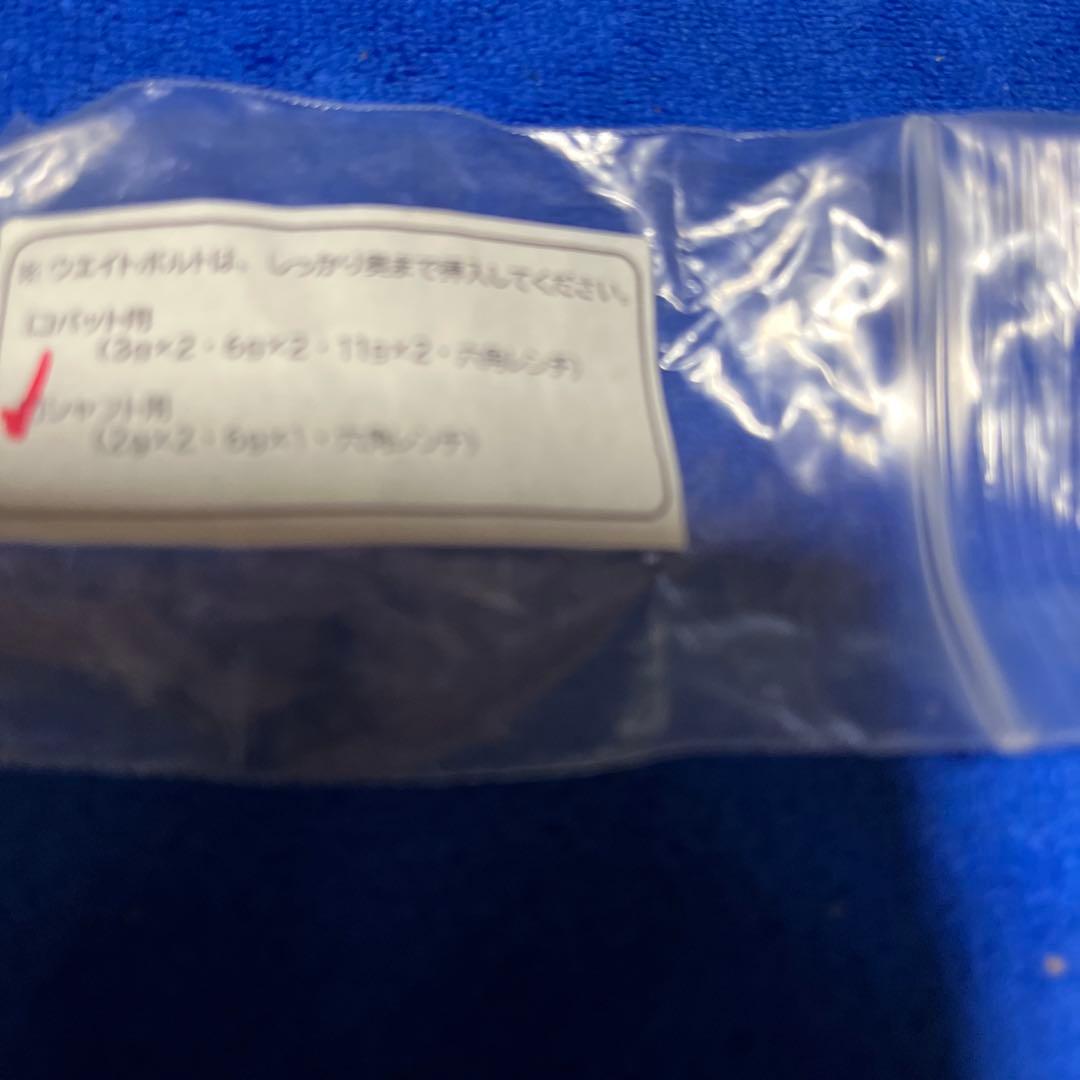 ※ ウエイトボルトは、しっかり奥まで挿入してください。
パット用
(3g×2・6g×2・11g×2・六角レンチ)
シャフト用
(2g×2・6g×1・六角レンチ)